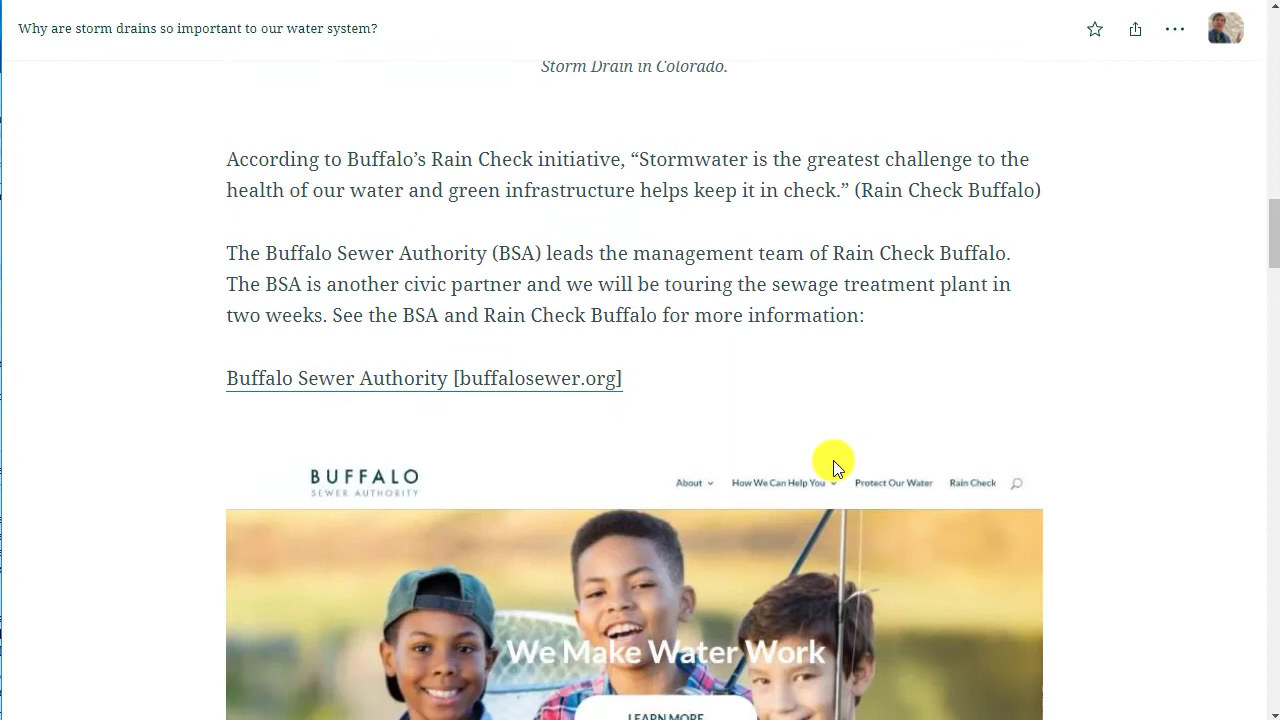 Why are storm drains so important to our water system?
Storm Drain in Colorado.
According to Buffalo’s Rain Check initiative, “Stormwater is the greatest challenge to the
health of our water and green infrastructure helps keep it in check.” (Rain Check Buffalo)
The Buffalo Sewer Authority (BSA) leads the management team of Rain Check Buffalo.
The BSA is another civic partner and we will be touring the sewage treatment plant in
two weeks. See the BSA and Rain Check Buffalo for more information:
Buffalo Sewer Authority [buffalosewer.org]
BUFFALO
SEWER AUTHORITY
About How We Can Help You Protect Our Water Rain Check
We Make Water Work
LEARN MORE